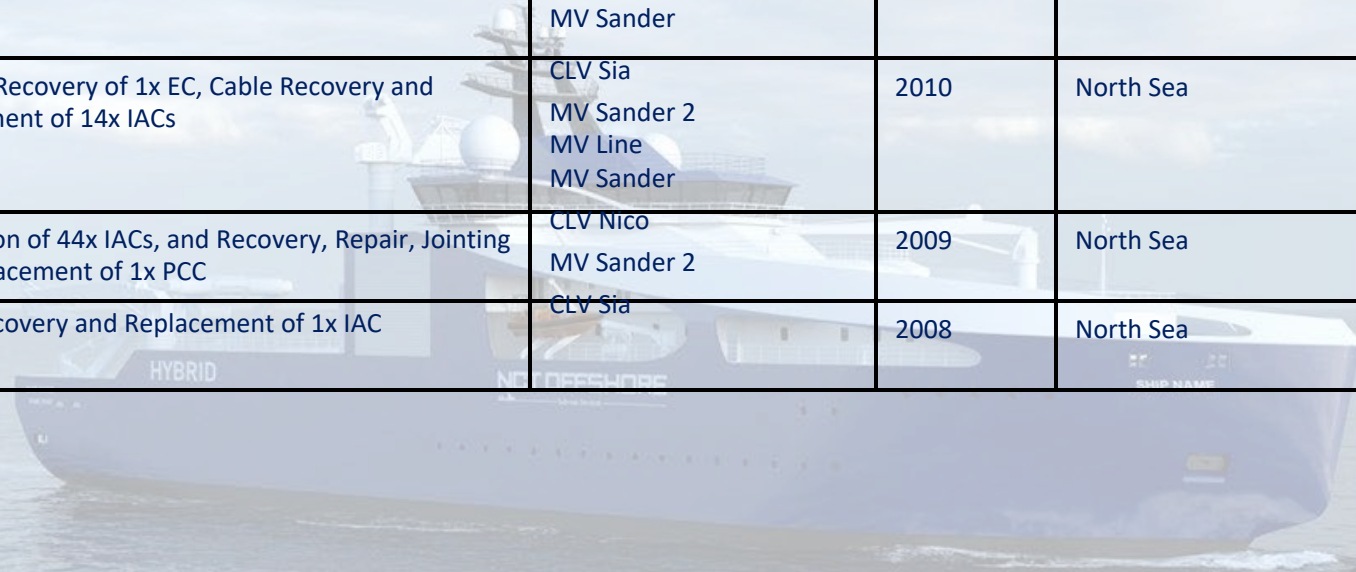 MV Sander
Recovery of 1x EC, Cable Recovery and
ment of 14x IACs
CLV Sia
MV Sander 2
MV Line
MV Sander
2010
North Sea
on of 44x IACs, and Recovery, Repair, Jointing
acement of 1x PCC
CLV Nico
MV Sander 2
2009
North Sea
covery and Replacement of 1x IAC
CLV Sia
2008
North Sea
HYBRID
OFFSHORE
SHIP NAME